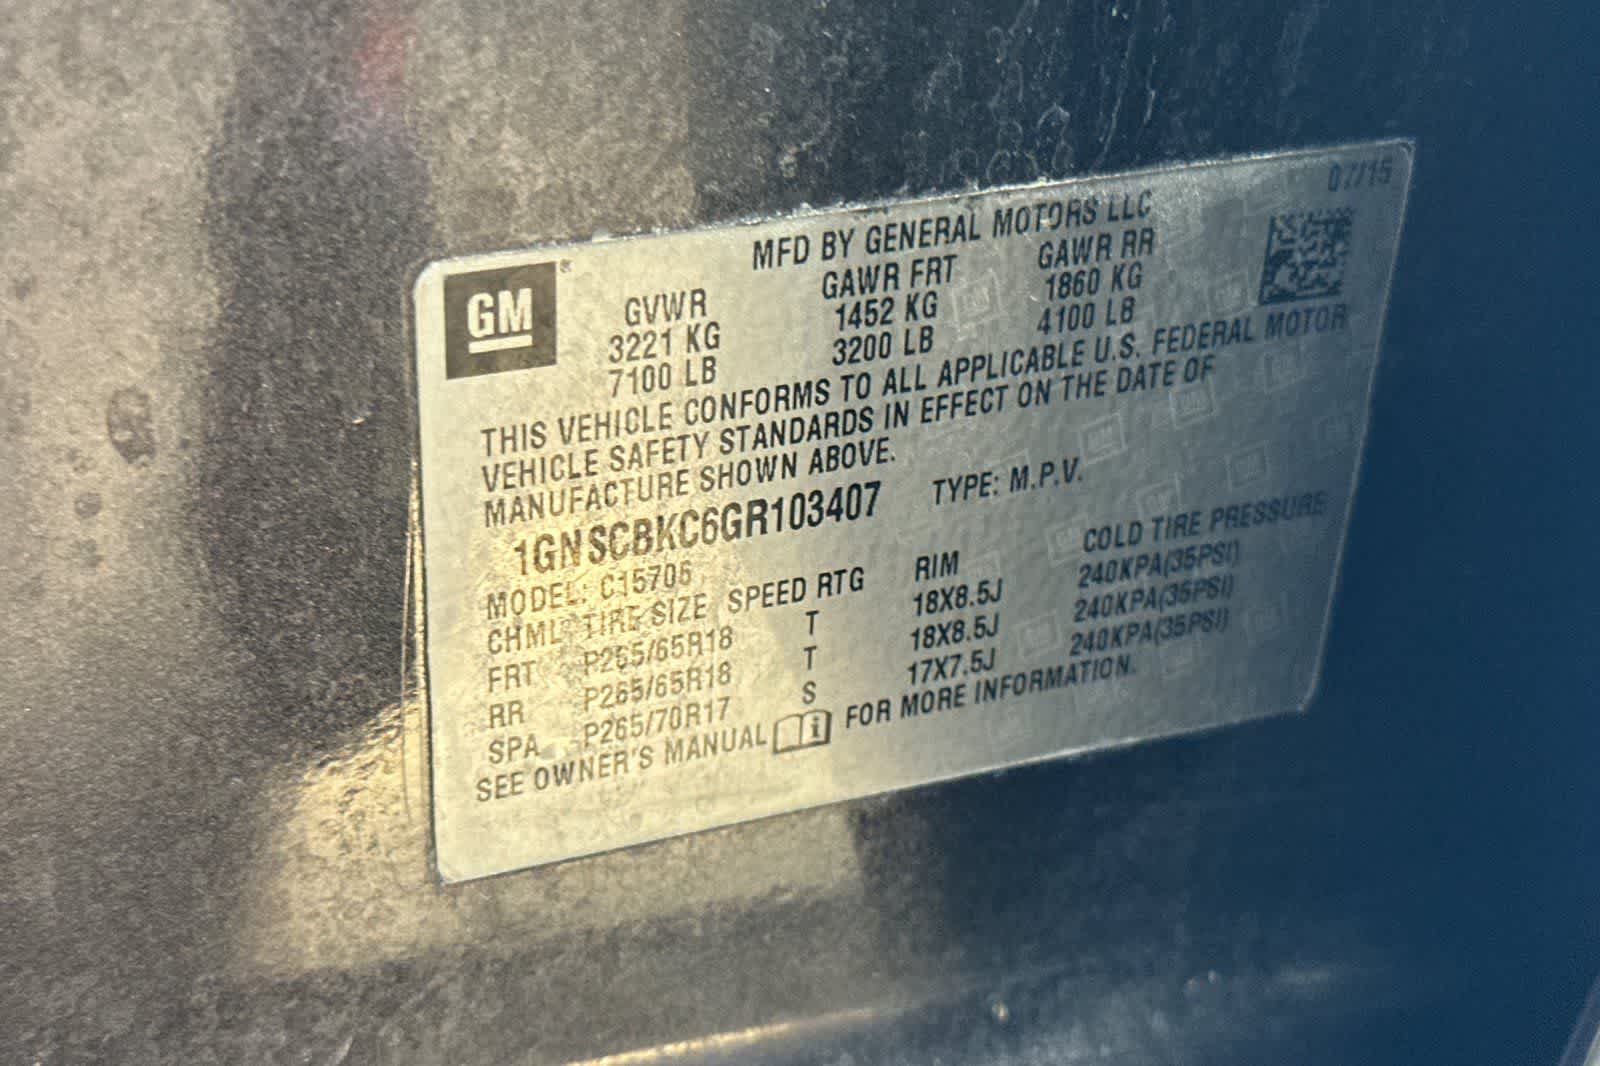 07/15
MFD BY GENERAL MOTORS LLC
GM®
GVWR GAWR FRT GAWR RR
3221 KG 1452 KG 1860 KG
7100 LB 3200 LB 4100 LB
THIS VEHICLE CONFORMS TO ALL APPLICABLE U.S. FEDERAL MOTOR
VEHICLE SAFETY STANDARDS IN EFFECT ON THE DATE OF
MANUFACTURE SHOWN ABOVE.
1GNSCBKC6GR103407 TYPE: M.P.V.
MODEL: C15706
CHML TIRE SIZE SPEED RTG RIM COLD TIRE PRESSURE
FRT P265/65R18 T 18X8.5J 240KPA(35PSI)
RR P265/65R18 T 18X8.5J 240KPA(35PSI)
SPA P265/70R17 S 17X7.5J 240KPA(35PSI)
SEE OWNER'S MANUAL FOR MORE INFORMATION.